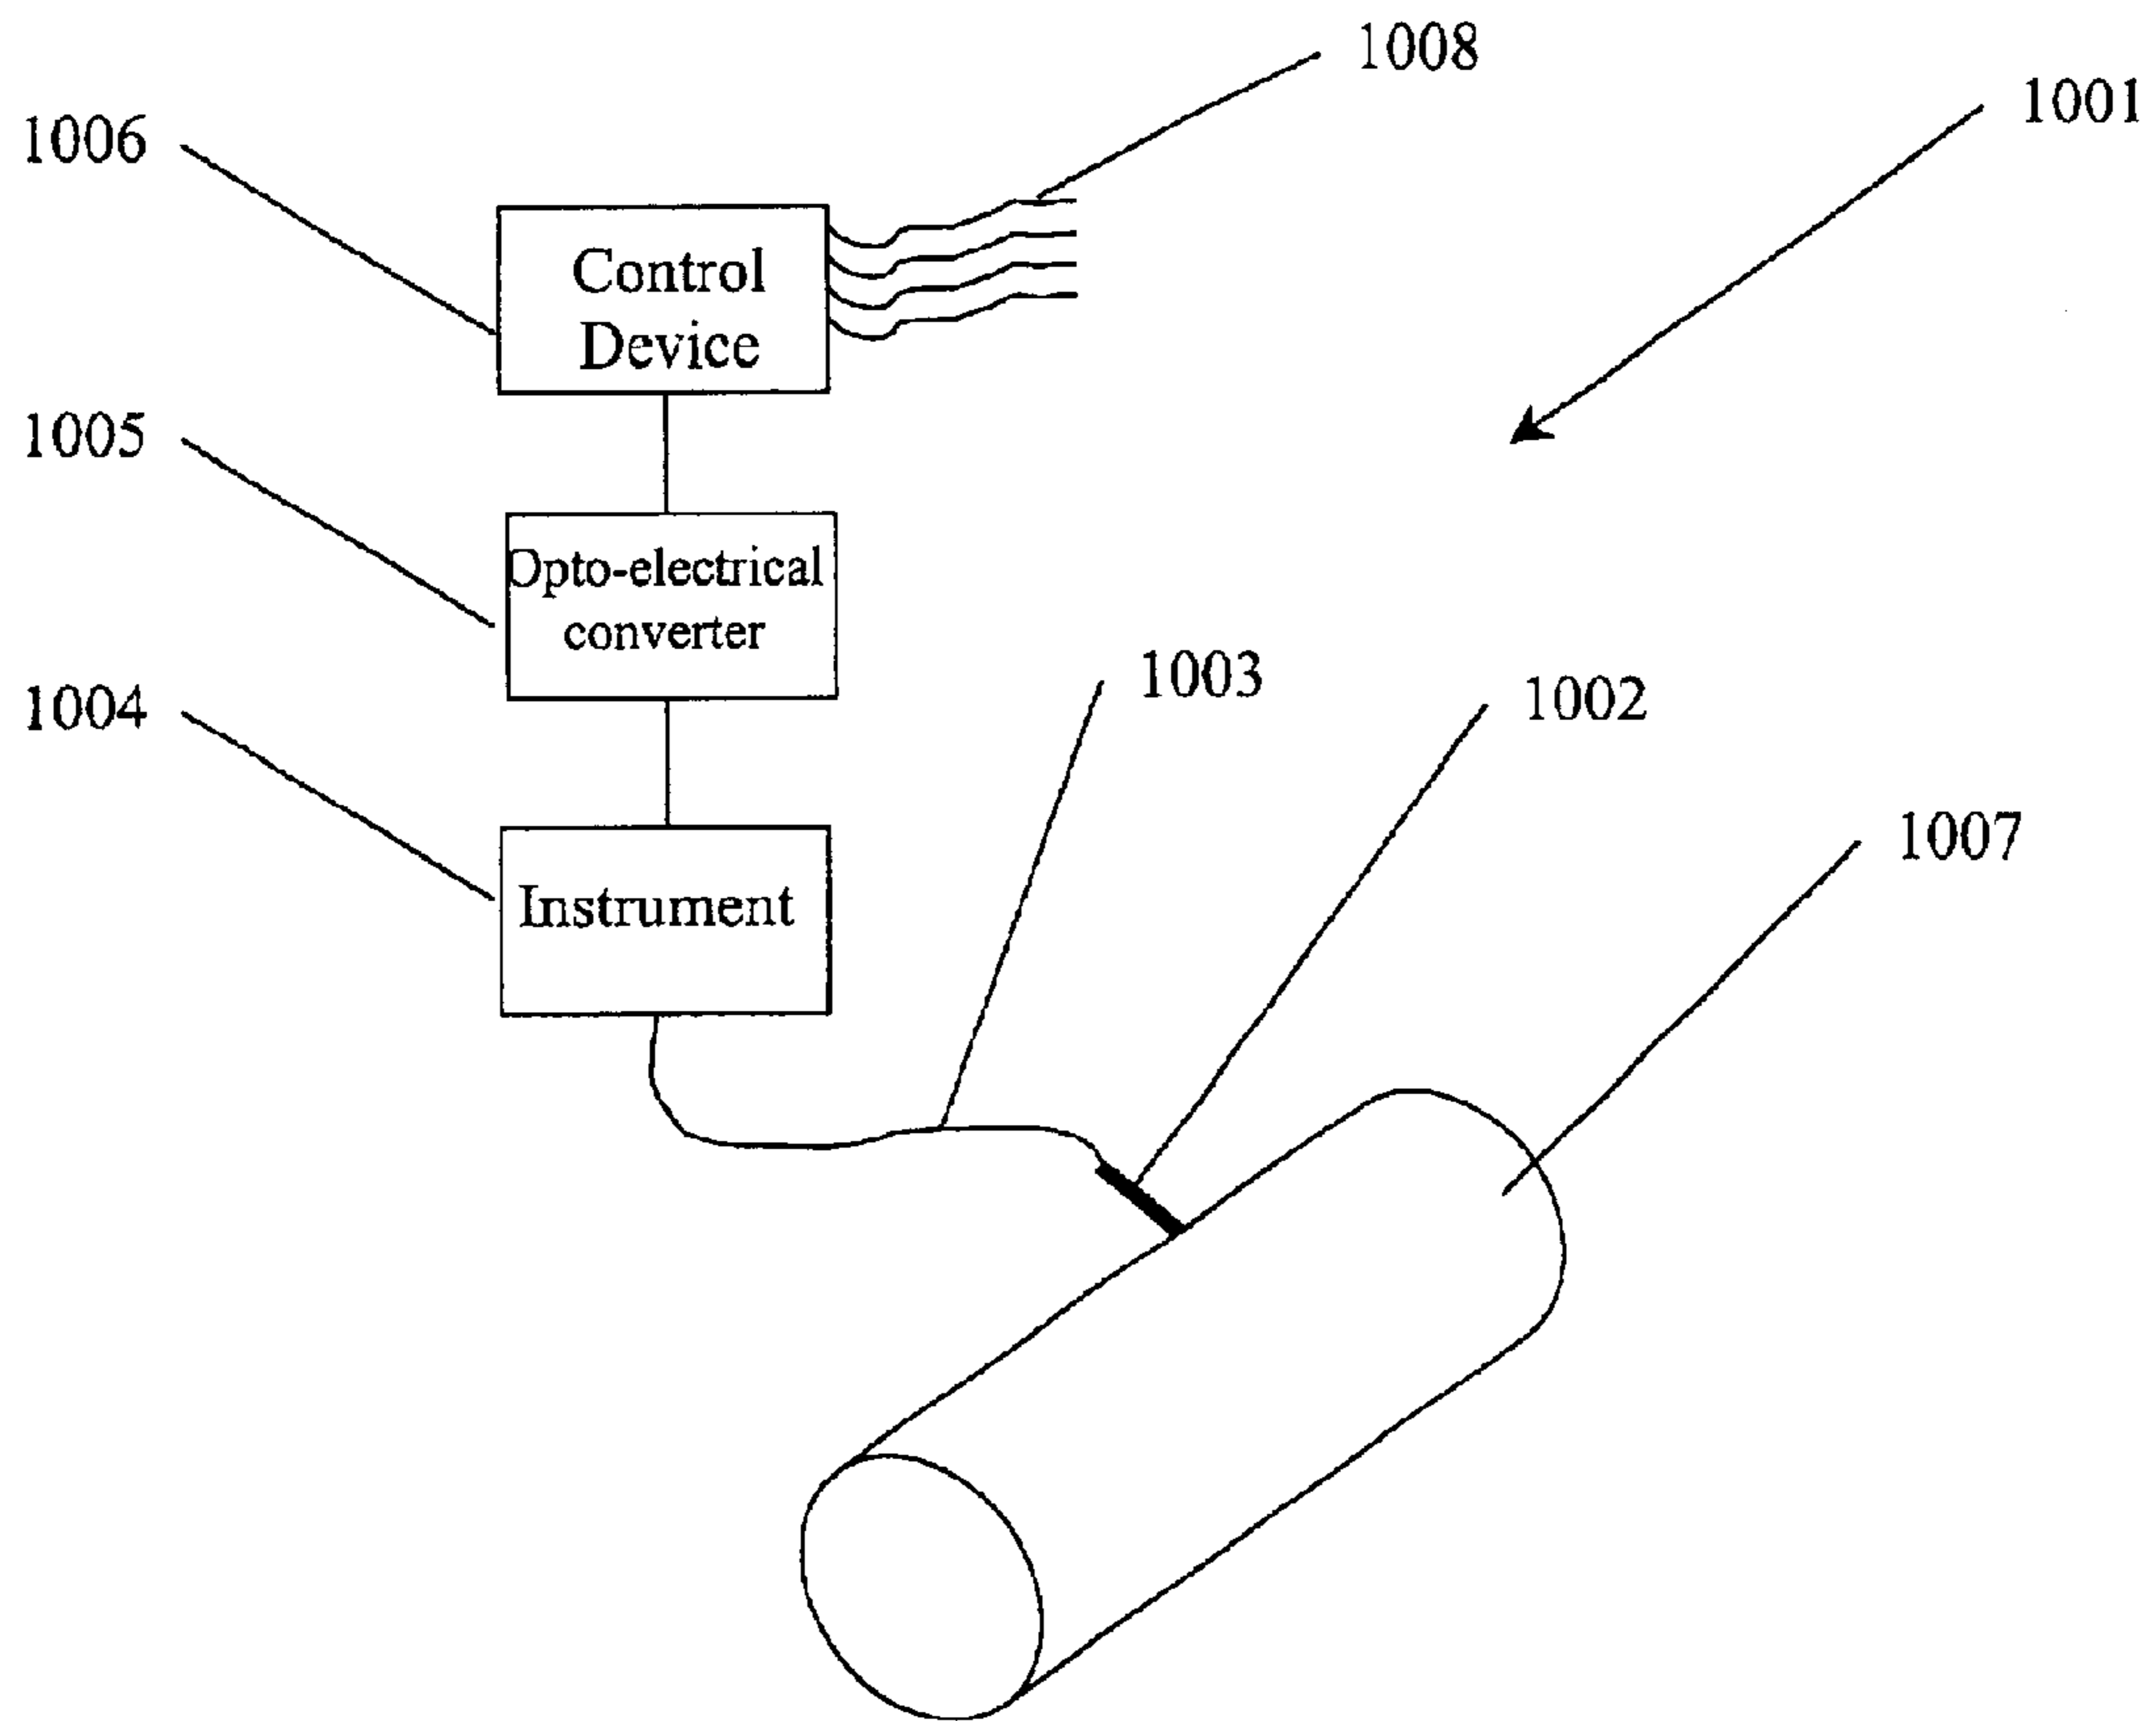 1008
1001
1006
Control
Device
1005
Opto-electrical
converter
1003
1002
1004
1007
Instrument